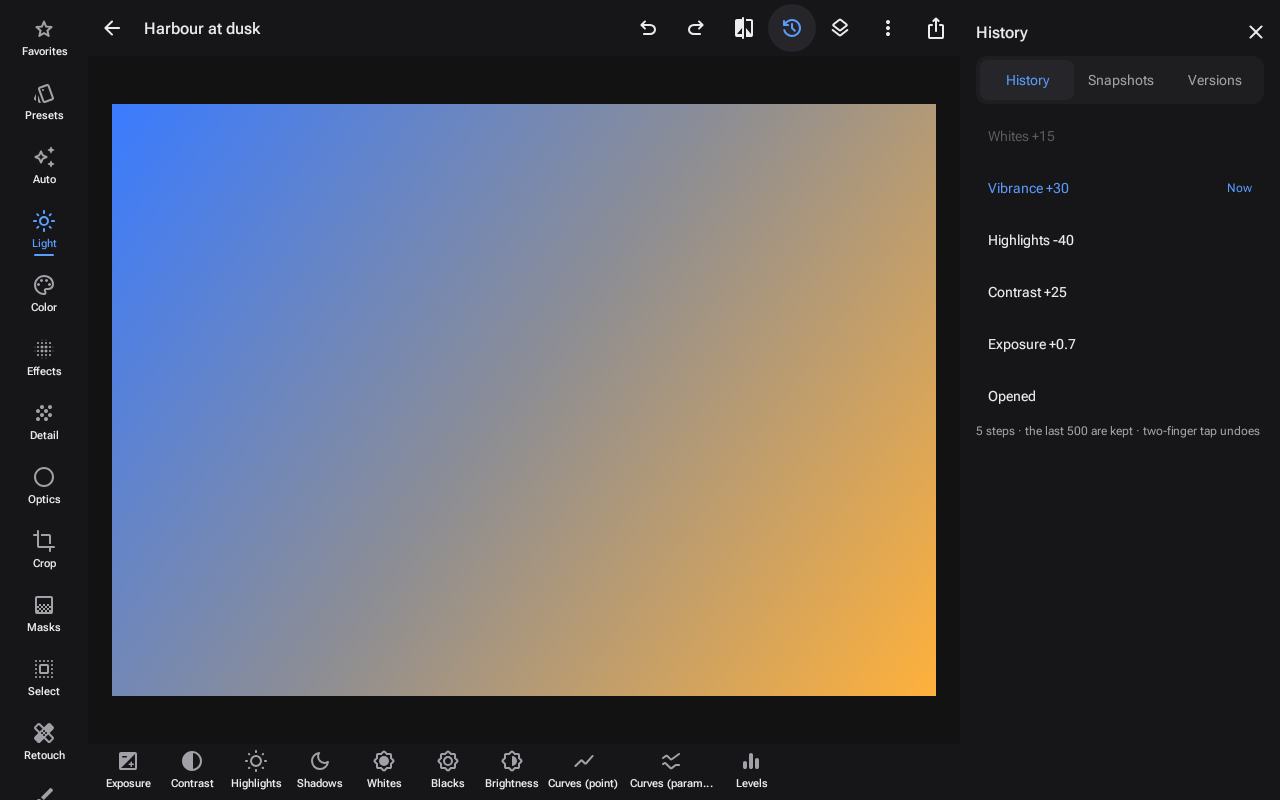 Harbour at dusk
Favorites
Presets
Auto
Light
Color
Effects
Detail
Optics
Crop
Masks
Select
Retouch
Exposure
Contrast
Highlights
Shadows
Whites
Blacks
Brightness
Curves (point)
Curves (param...
Levels
History
History
Snapshots
Versions
Whites +15
Vibrance +30
Now
Highlights -40
Contrast +25
Exposure +0.7
Opened
5 steps · the last 500 are kept · two-finger tap undoes